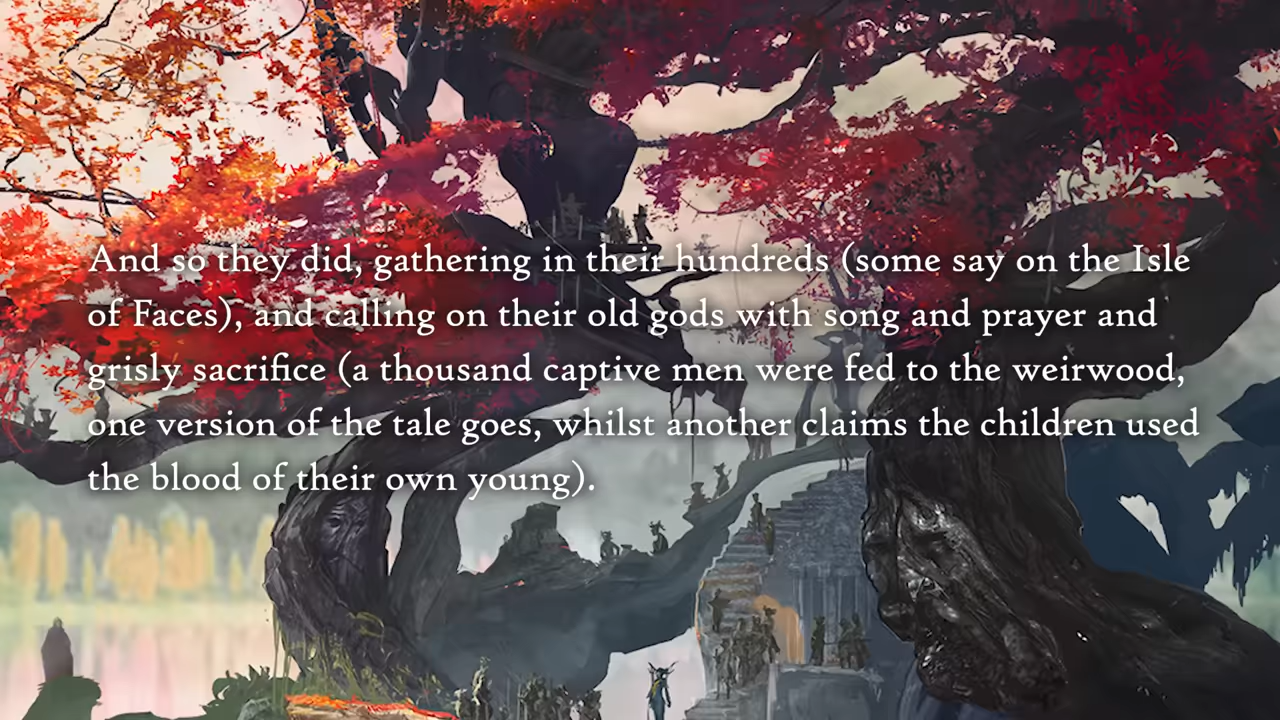 And so they did, gathering in their hundreds (some say on the Isle
of Faces), and calling on their old gods with song and prayer and
grisly sacrifice (a thousand captive men were fed to the weirwood,
one version of the tale goes, whilst another claims the children used
the blood of their own young).